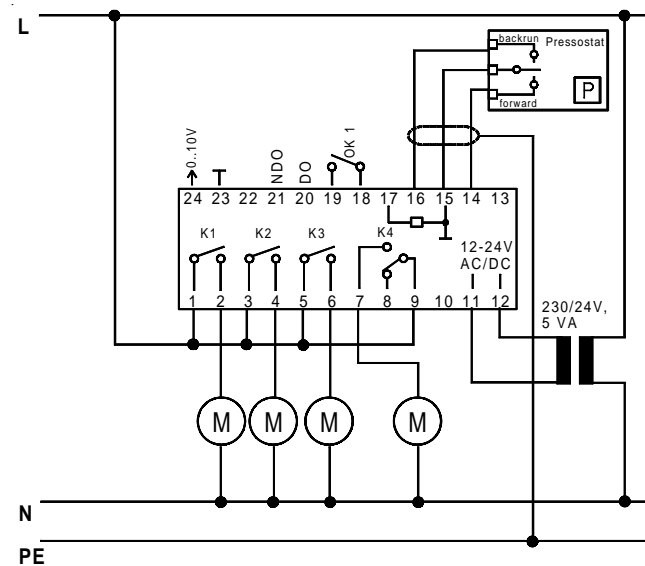 L
backrun Pressostat
P
forward
0..10V
NDO
DO
OK 1
24 23 22 21 20 19 18 17 16 15 14 13
K1 K2 K3 K4
12-24V
AC/DC
1 2 3 4 5 6 7 8 9 10 11 12
230/24V,
5 VA
M M M M
N
PE